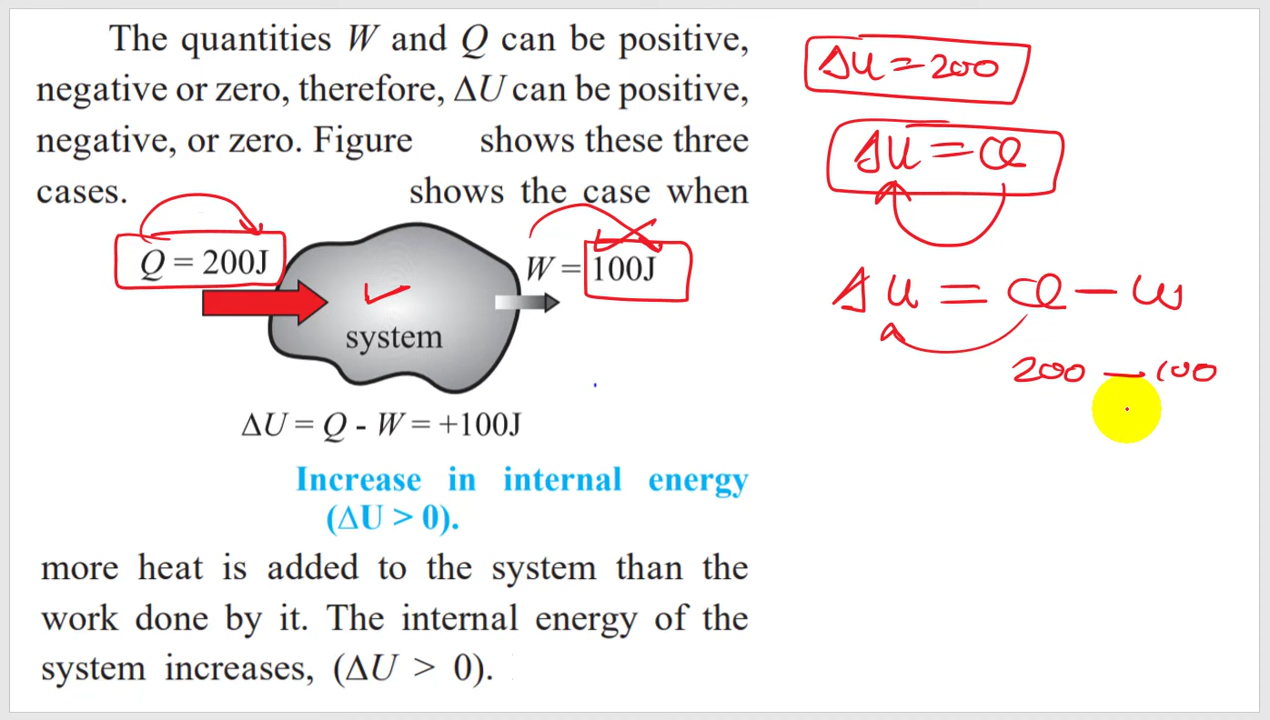 The quantities W and Q can be positive,
negative or zero, therefore, ΔU can be positive,
negative, or zero. Figure shows these three
cases. shows the case when
Q = 200J
W = 100J
system
ΔU = Q - W = +100J
Increase in internal energy
(ΔU > 0).
more heat is added to the system than the
work done by it. The internal energy of the
system increases, (ΔU > 0).
ΔU = 200
ΔU = Q
ΔU = Q - W
200 - 100